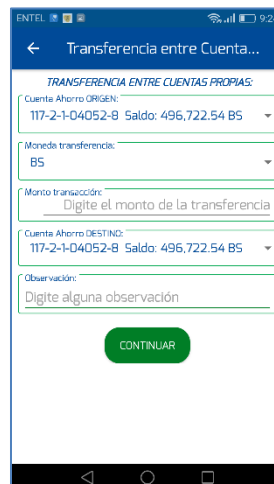 ENTEL 9:24
Transferencia entre Cuenta...
TRANSFERENCIA ENTRE CUENTAS PROPIAS:
Cuenta Ahorro ORIGEN:
117-2-1-04052-8 Saldo: 496,722.54 BS
Moneda transferencia:
BS
Monto transacción:
Digite el monto de la transferencia
Cuenta Ahorro DESTINO:
117-2-1-04052-8 Saldo: 496,722.54 BS
Observación:
Digite alguna observación
CONTINUAR